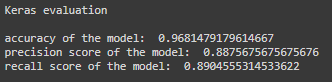 Keras evaluation
accuracy of the model:  0.9681479179614667
precision score of the model:  0.8875675675675676
recall score of the model:  0.8904555314533622